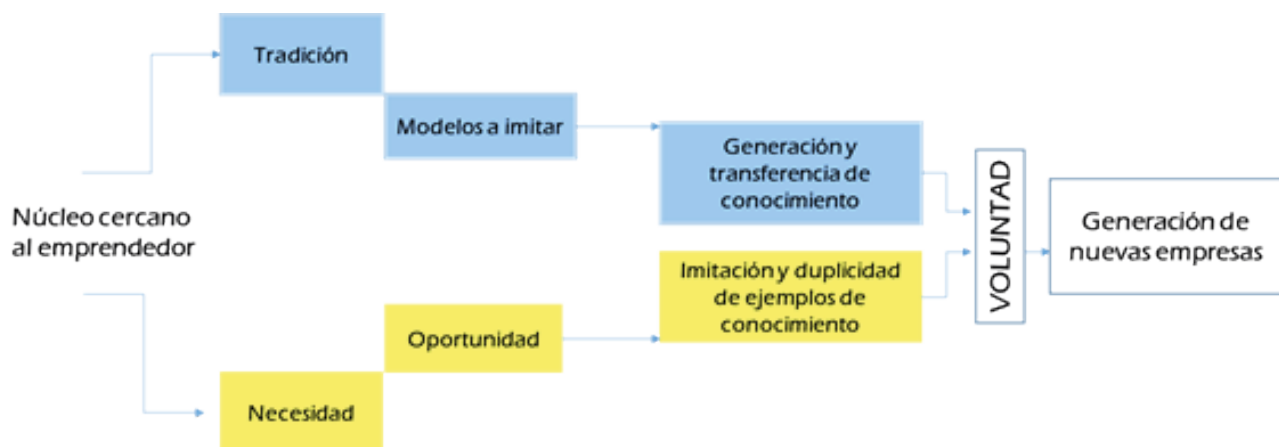 Tradición
Modelos a imitar
Generación y
transferencia de
conocimiento
Núcleo cercano
al emprendedor
Imitación y duplicidad
de ejemplos de
conocimiento
Oportunidad
Necesidad
VOLUNTAD
Generación de
nuevas empresas